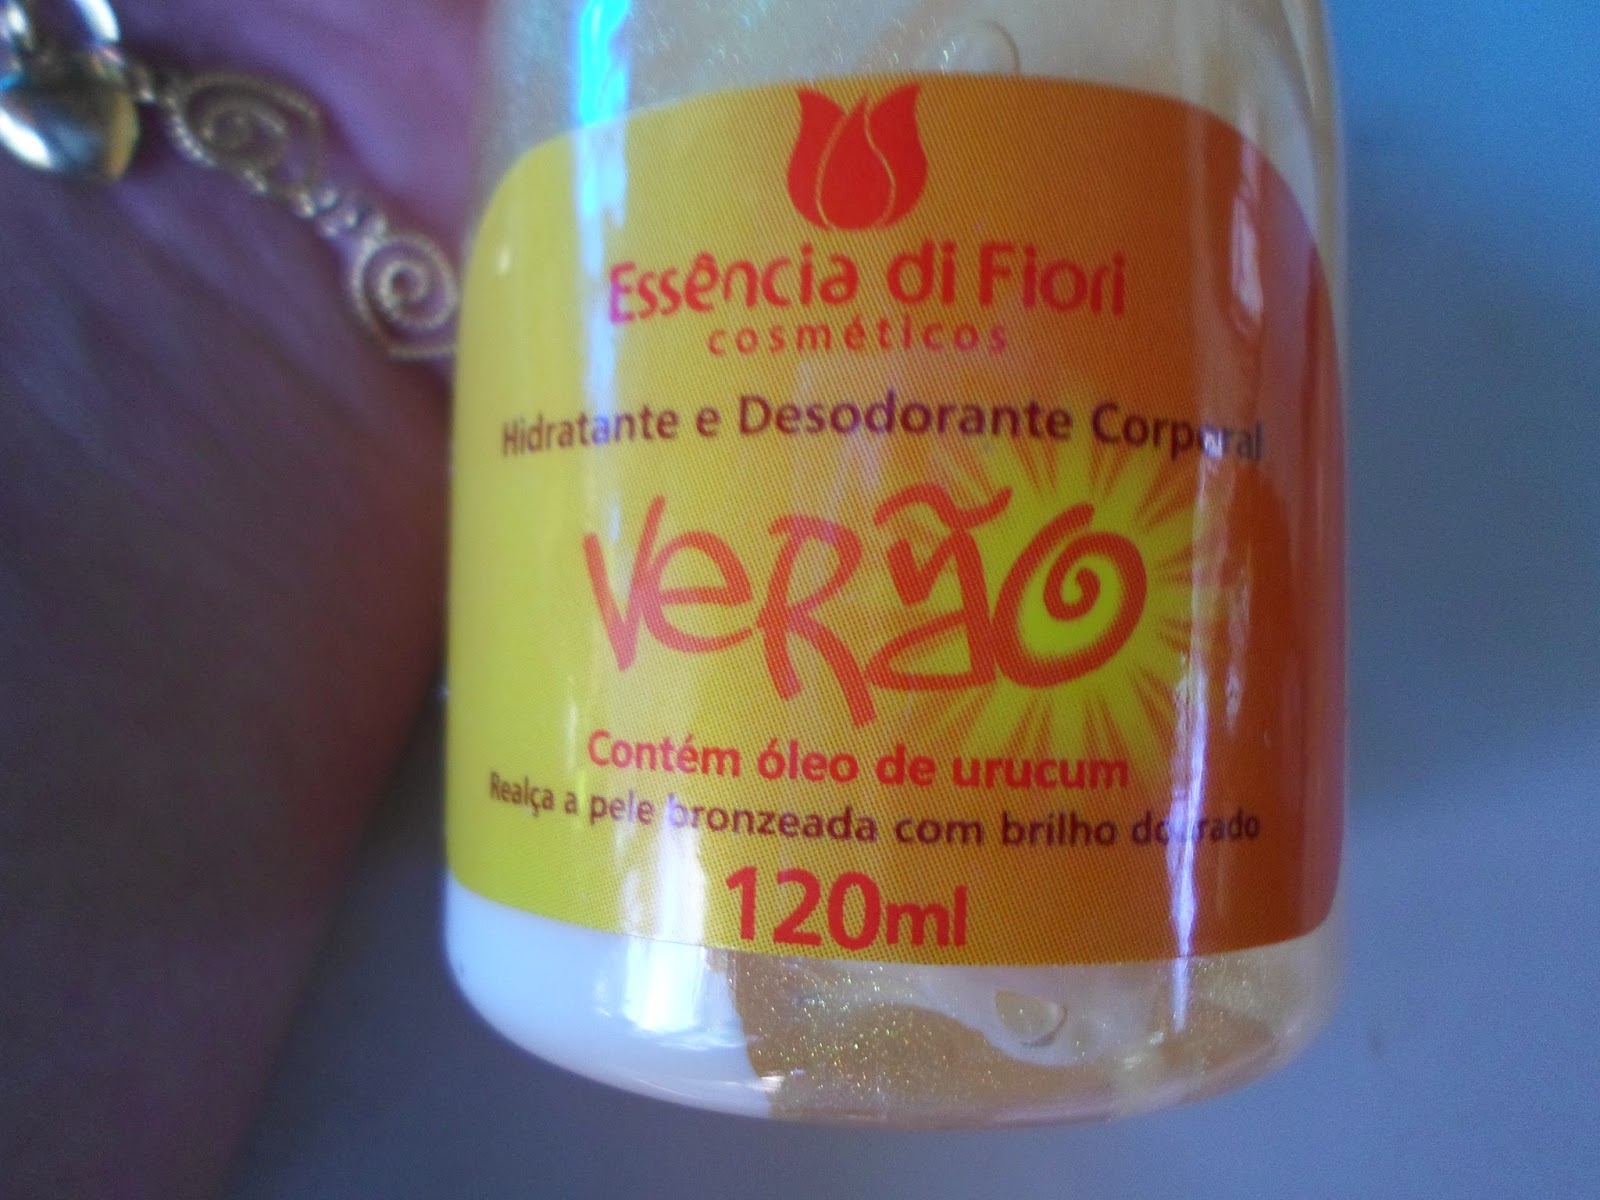 Essência di Fiori
cosméticos
Hidratante e Desodorante Corporal
Verão
Contém óleo de urucum
Realça a pele bronzeada com brilho dourado
120ml